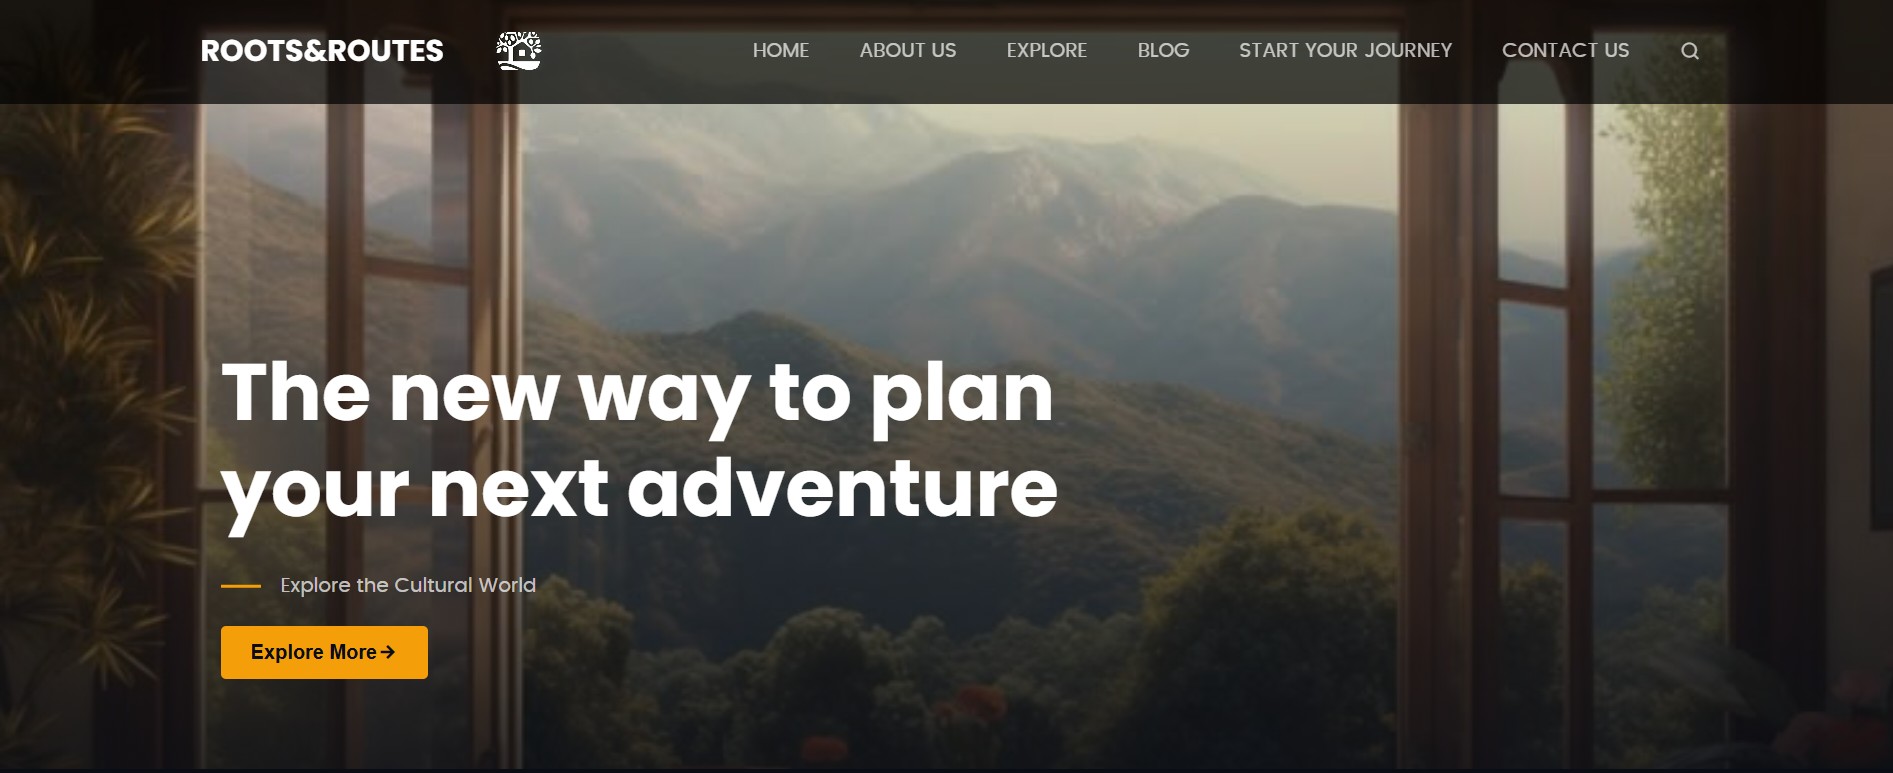 ROOTS&ROUTES
HOME ABOUT US EXPLORE BLOG START YOUR JOURNEY CONTACT US
The new way to plan
your next adventure
Explore the Cultural World
Explore More→